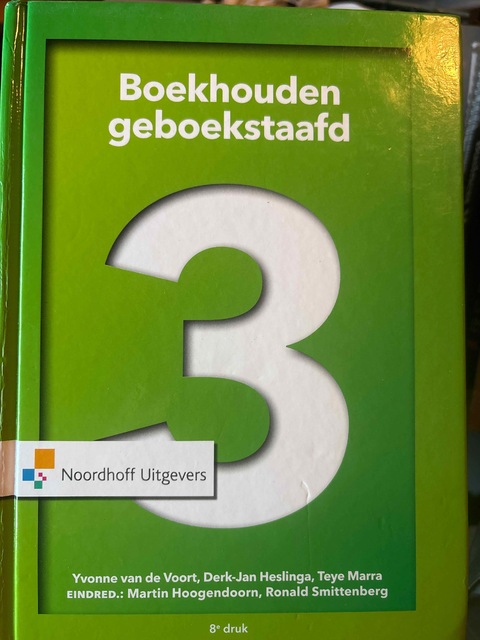 Boekhouden
geboekstaafd
3
Noordhoff Uitgevers
Yvonne van de Voort, Derk-Jan Heslinga, Teye Marra
EINDRED.: Martin Hoogendoorn, Ronald Smittenberg
8e druk